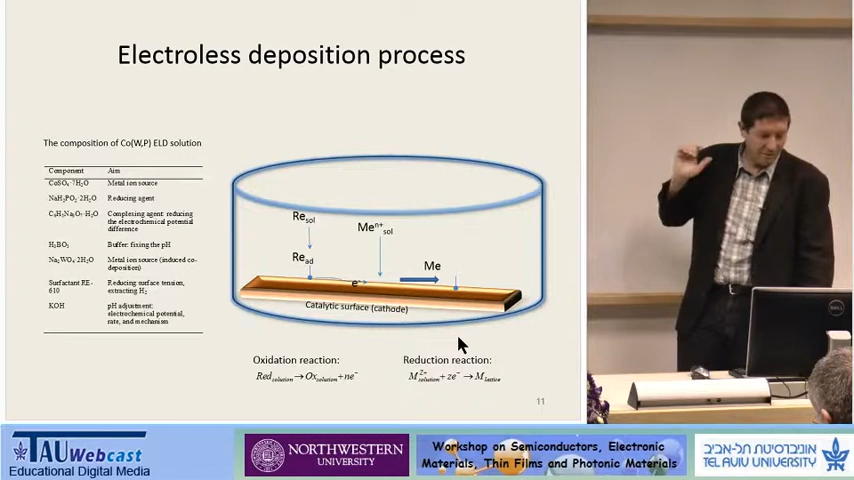 Electroless deposition process
The composition of Co(W,P) ELD solution
Component Aim
CoSO₄·7H₂O Metal ion source
NaH₂PO₂·2H₂O Reducing agent
Complexing agent: reducing
the electrochemical potential
difference
H₃BO₃ Buffer: fixing the pH
Na₂WO₄·2H₂O Metal ion source (induced co-
deposition)
Surfactant RE-
610
Reducing surface tension,
extracting H₂
KOH pH adjustment:
electrochemical potential,
rate, and mechanism
Re_sol
Meⁿ⁺_sol
Re_ad
e⁻
Me
Catalytic surface (cathode)
Oxidation reaction:
Red_solution → Ox_solution + ne⁻
Reduction reaction:
M^Z+_solution + ze⁻ → M_lattice
11
DELL
TAU Webcast
Educational Digital Media
NORTHWESTERN
UNIVERSITY
Workshop on Semiconductors, Electronic
Materials, Thin Films and Photonic Materials
אוניברסיטת תל-אביב
TEL AVIV UNIVERSITY